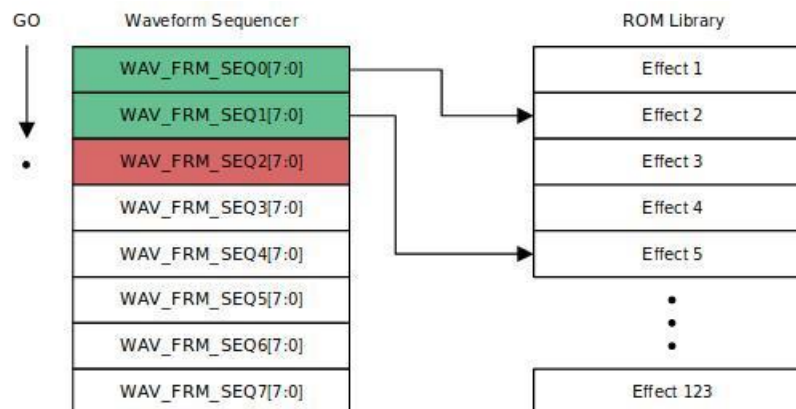 GO
Waveform Sequencer
ROM Library
WAV_FRM_SEQ0[7:0]
Effect 1
WAV_FRM_SEQ1[7:0]
Effect 2
WAV_FRM_SEQ2[7:0]
Effect 3
WAV_FRM_SEQ3[7:0]
Effect 4
WAV_FRM_SEQ4[7:0]
Effect 5
WAV_FRM_SEQ5[7:0]
WAV_FRM_SEQ6[7:0]
WAV_FRM_SEQ7[7:0]
Effect 123